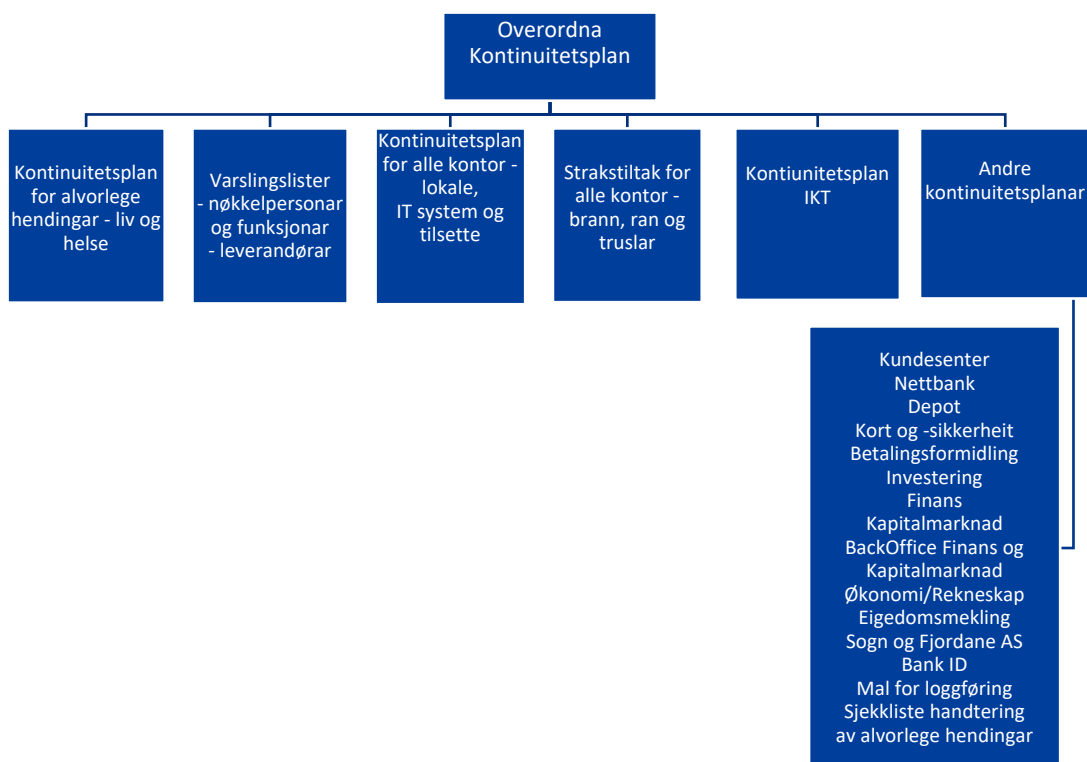 Overordna
Kontinuitetsplan
Kontinuitetsplan
for alvorlege
hendingar - liv og
helse
Varslingslister
- nøkkelpersonar
og funksjonar
- leverandørar
Kontinuitetsplan
for alle kontor -
lokale,
IT system og
tilsette
Strakstiltak for
alle kontor -
brann, ran og
truslar
Kontiunitetsplan
IKT
Andre
kontinuitetsplanar
Kundesenter
Nettbank
Depot
Kort og -sikkerheit
Betalingsformidling
Investering
Finans
Kapitalmarknad
BackOffice Finans og
Kapitalmarknad
Økonomi/Rekneskap
Eigedomsmekling
Sogn og Fjordane AS
Bank ID
Mal for loggføring
Sjekkliste handtering
av alvorlege hendingar